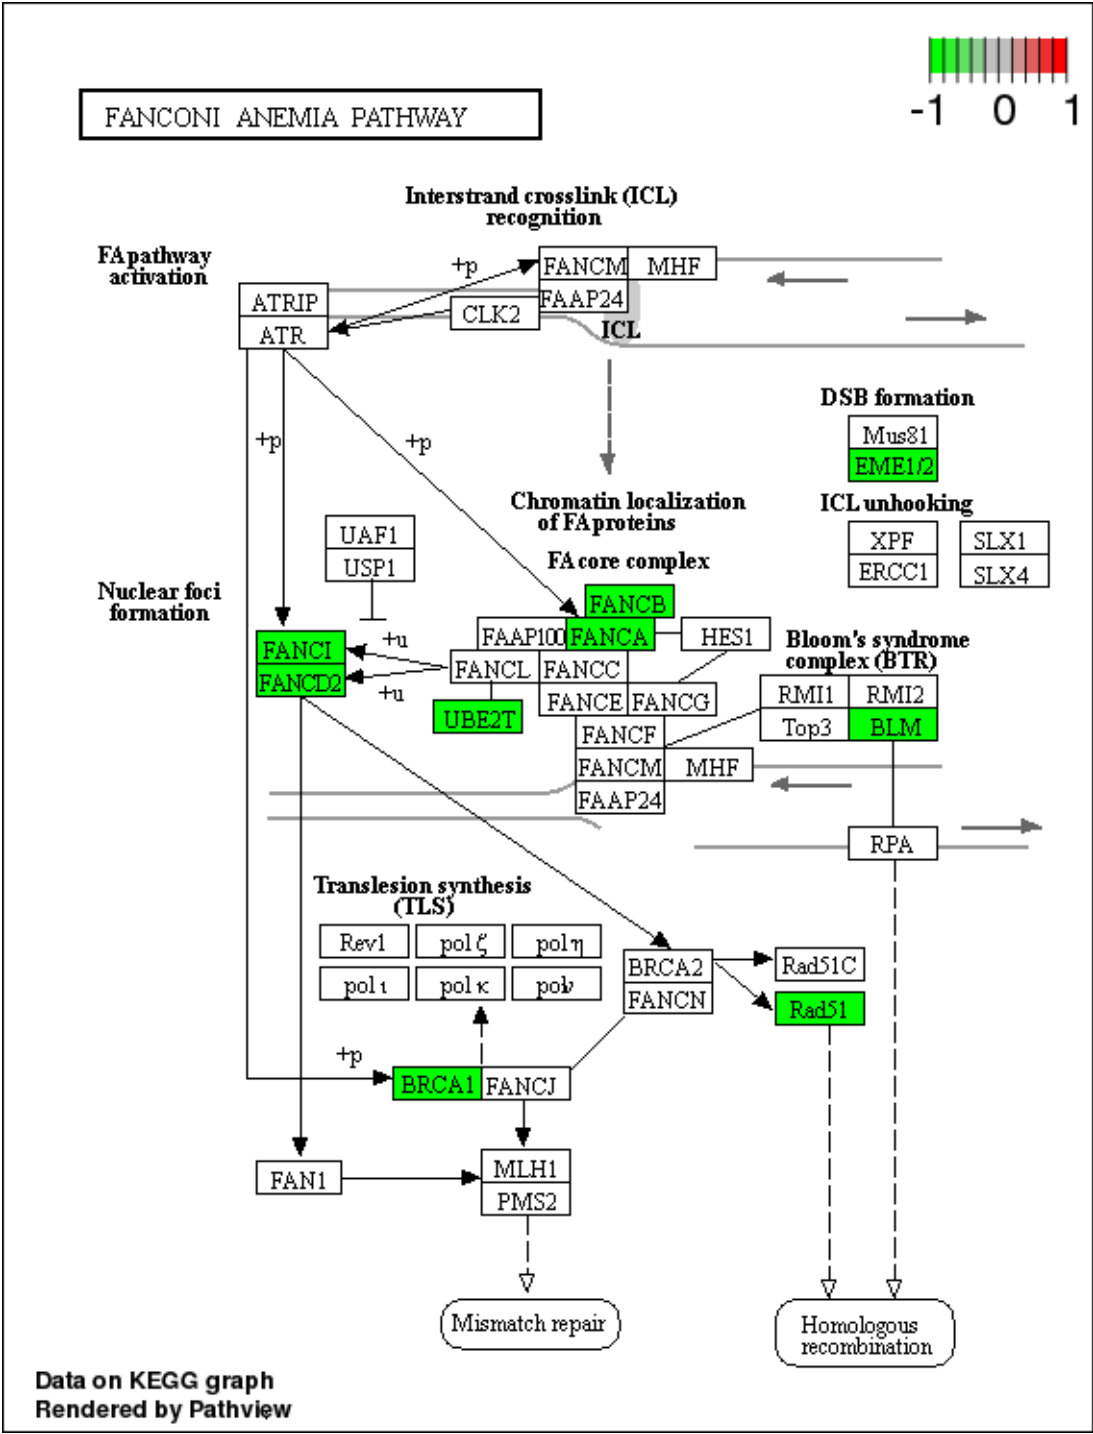 -1 0 1
FANCONI ANEMIA PATHWAY
Interstrand crosslink (ICL)
recognition
FA pathway
activation
+p
FANCM MHF
ATRIP
FAAP24
CLK2
ATR
ICL
DSB formation
Mus81
+p
+p
EME1/2
Chromatin localization
of FA proteins
ICL unhooking
UAF1
XPF
SLX1
USP1
FA core complex
ERCC1
SLX4
Nuclear foci
formation
FANCB
FANCI
+u
FAAP100 FANCA
HES1
Bloom's syndrome
complex (BTR)
FANCL FANCC
FANCD2
+u
FANCE FANCG
RMI1 RMI2
UBE2T
FANCF
Top3 BLM
FANCM MHF
FAAP24
RPA
Translesion synthesis
(TLS)
Rev1 pol ζ pol η
BRCA2
Rad51C
pol ι pol κ pol ν
FANCN
Rad51
+p
BRCA1 FANCJ
FAN1
MLH1
PMS2
Mismatch repair
Homologous
recombination
Data on KEGG graph
Rendered by Pathview